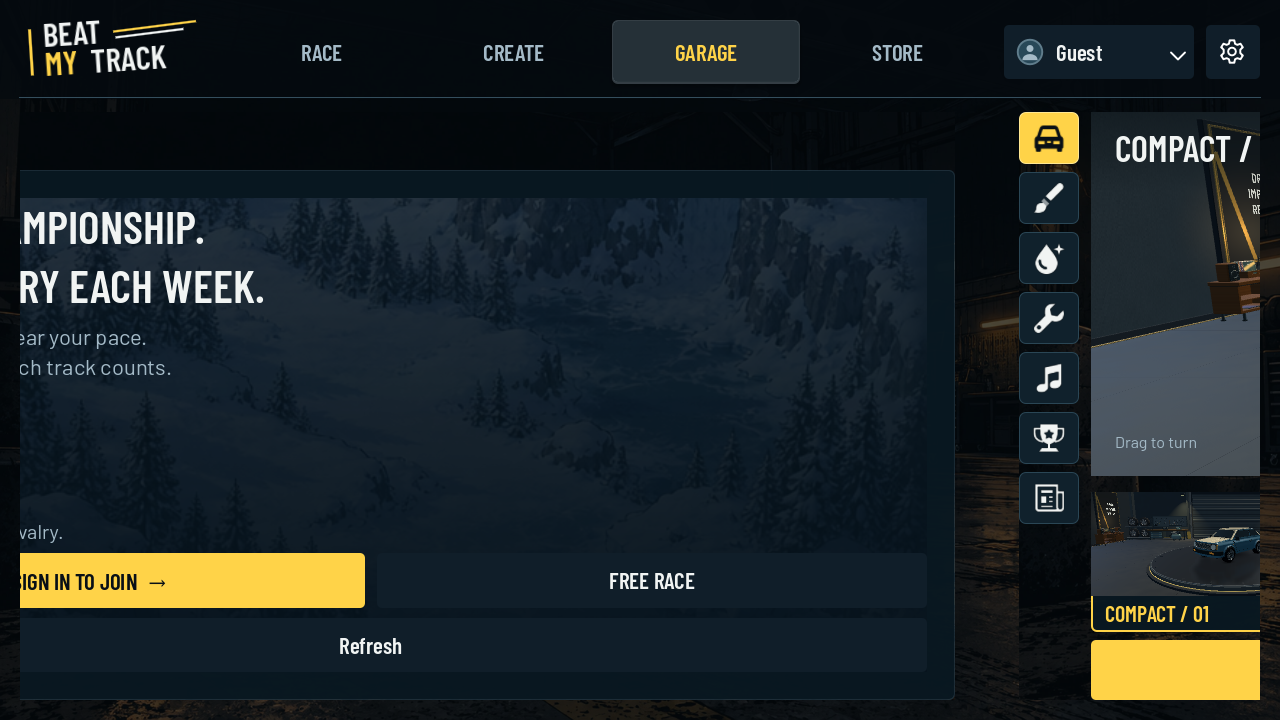 BEAT
MY TRACK
RACE
CREATE
GARAGE
STORE
Guest
AMPIONSHIP.
RY EACH WEEK.
ear your pace.
ch track counts.
valry.
SIGN IN TO JOIN →
FREE RACE
Refresh
COMPACT /
Drag to turn
COMPACT / 01